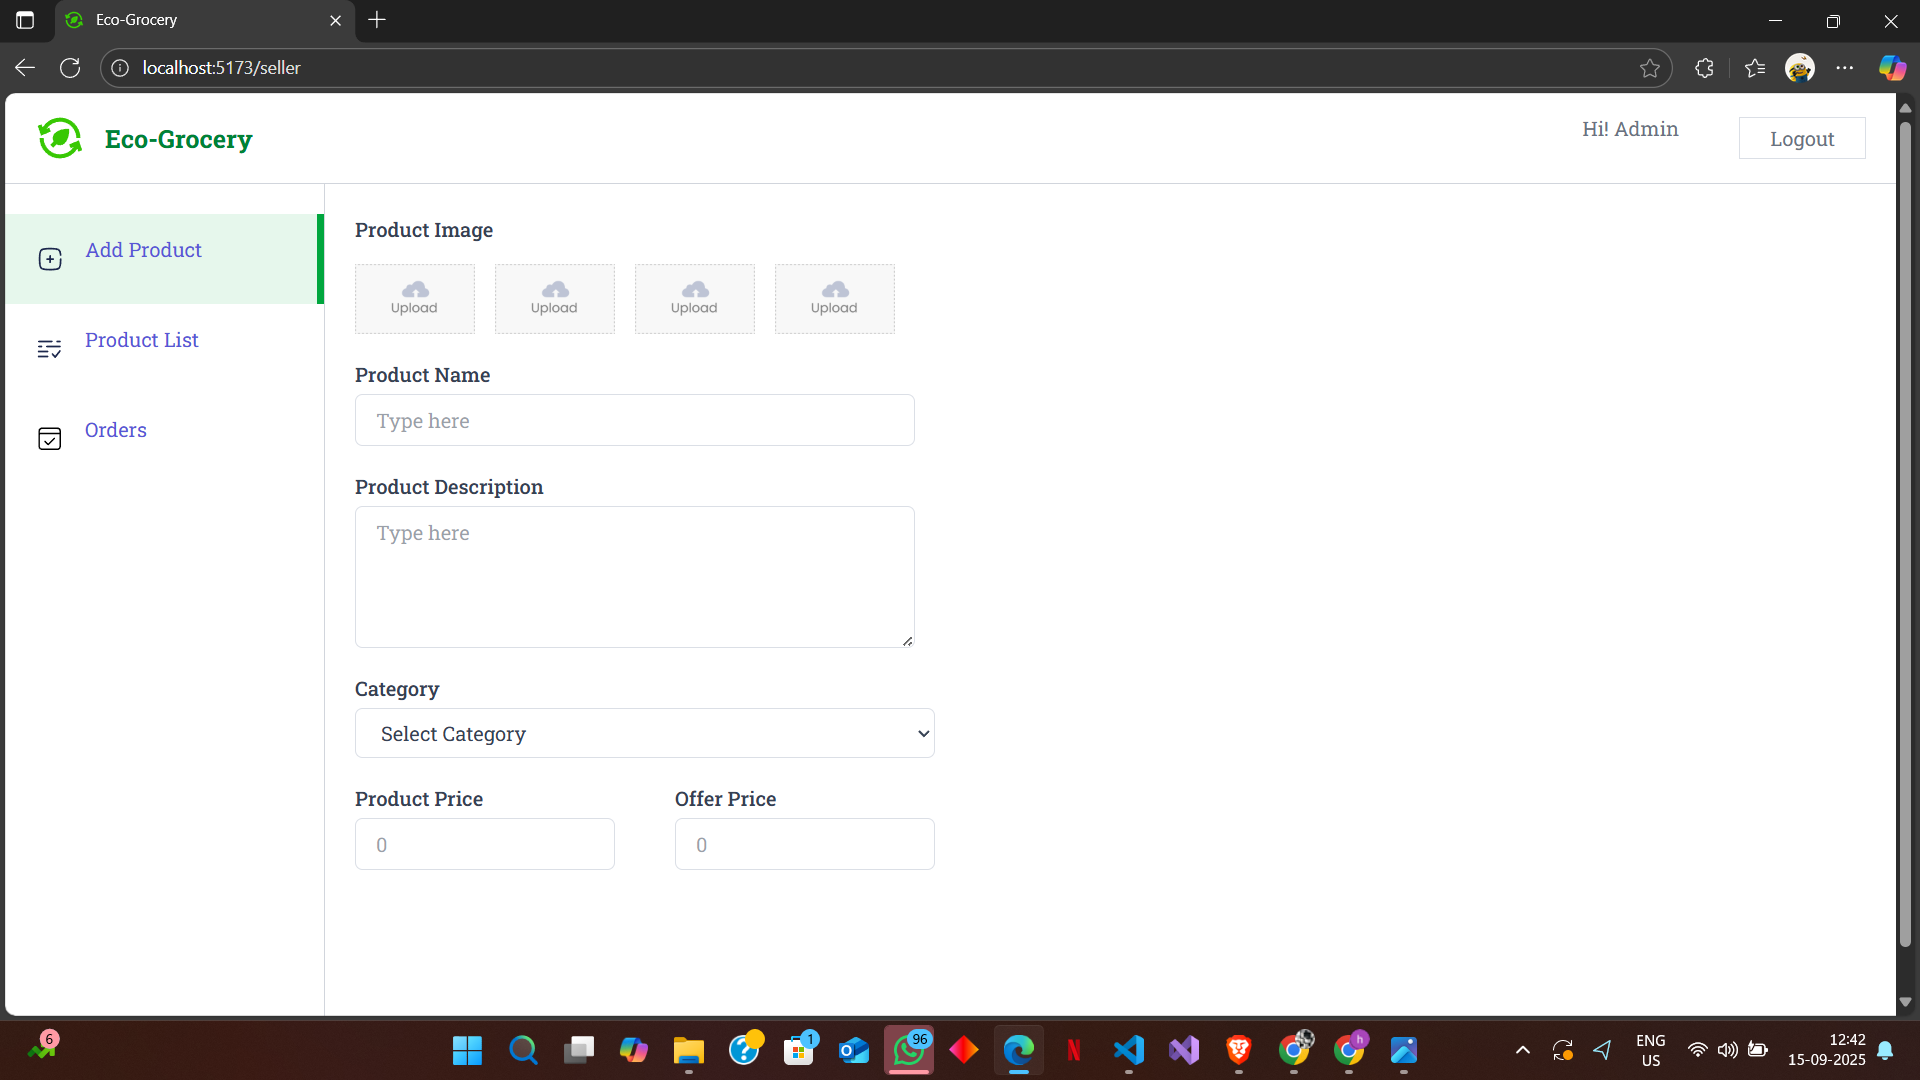 Eco-Grocery
localhost:5173/seller
Eco-Grocery
Hi! Admin
Logout
Add Product
Product List
Orders
Product Image
Upload
Upload
Upload
Upload
Product Name
Type here
Product Description
Type here
Category
Select Category
Product Price
Offer Price
0
0
6
1
96
h
ENG
US
12:42
15-09-2025